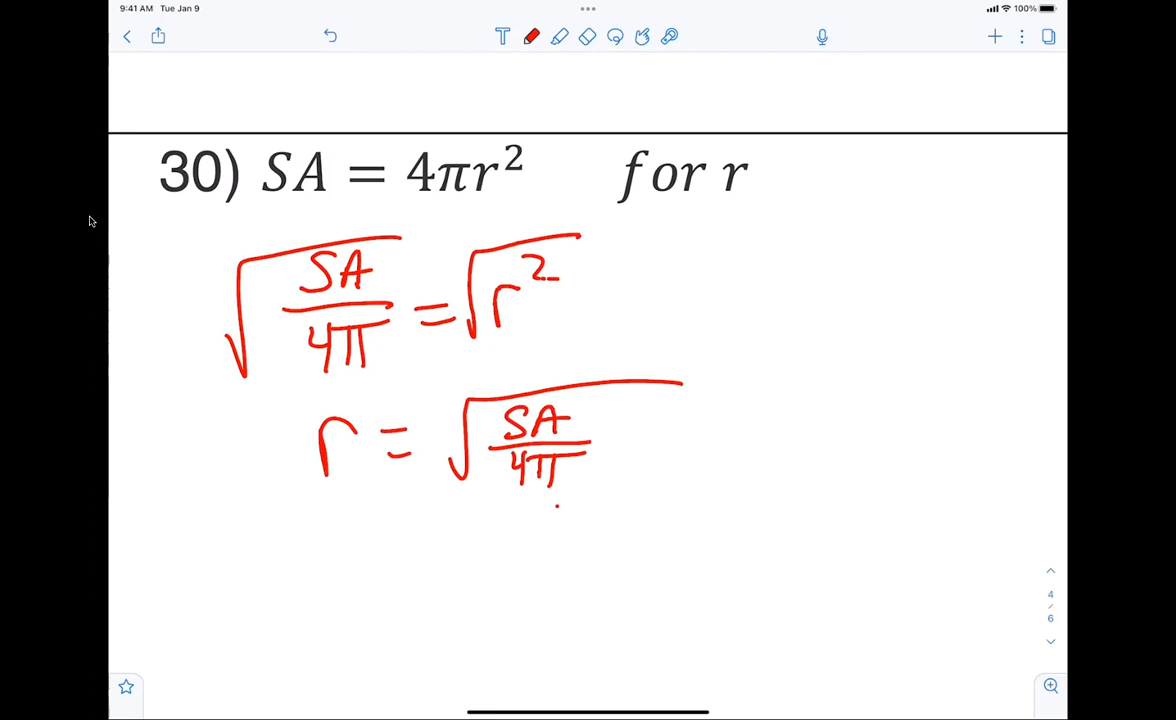 9:41 AM Tue Jan 9
100%
T
30) SA = 4πr² for r
√(SA/4π) = √(r²)
r = √(SA/4π)
4
/
6